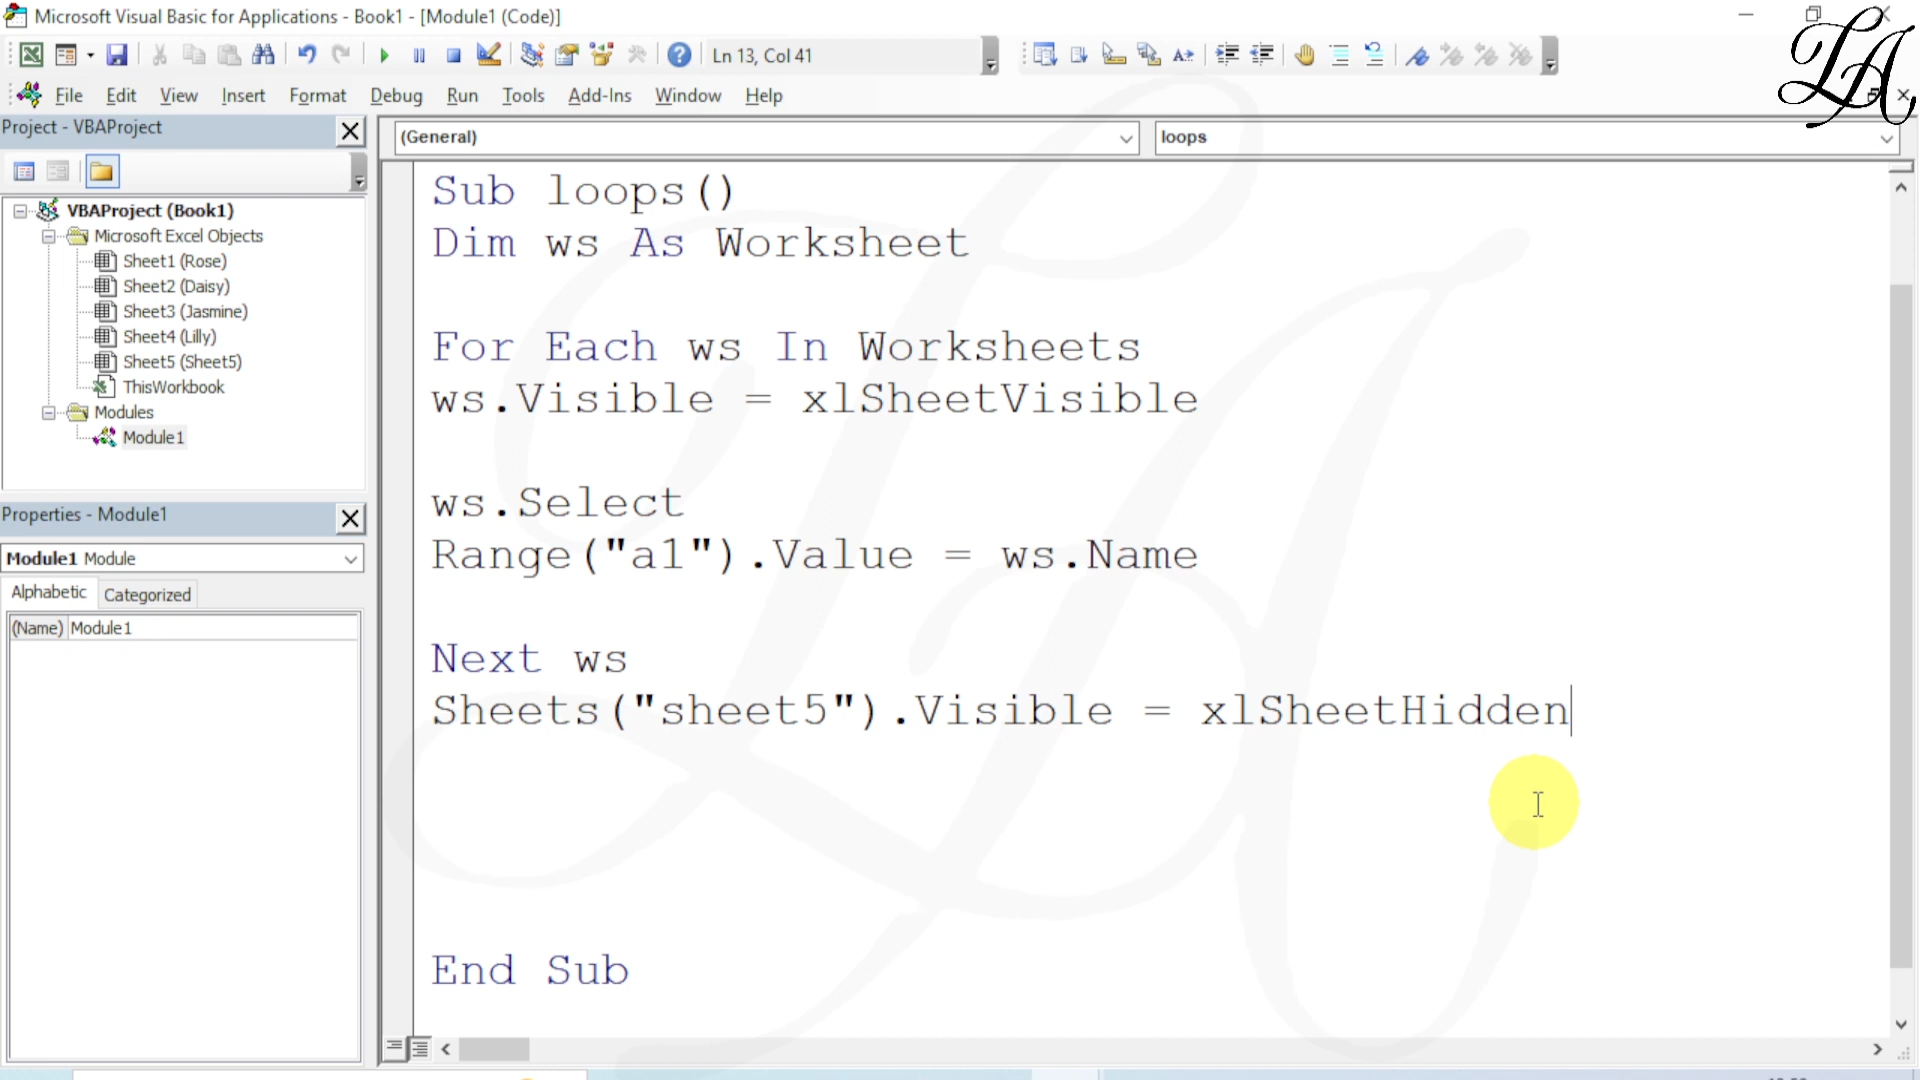 Microsoft Visual Basic for Applications - Book1 - [Module1 (Code)]
LA
Ln 13, Col 41
File Edit View Insert Format Debug Run Tools Add-Ins Window Help
Project - VBAProject
(General)
loops
VBAProject (Book1)
Microsoft Excel Objects
Sheet1 (Rose)
Sheet2 (Daisy)
Sheet3 (Jasmine)
Sheet4 (Lilly)
Sheet5 (Sheet5)
ThisWorkbook
Modules
Module1
Properties - Module1
Module1 Module
Alphabetic Categorized
(Name) Module1
Sub loops()
Dim ws As Worksheet
For Each ws In Worksheets
ws.Visible = xlSheetVisible
ws.Select
Range("a1").Value = ws.Name
Next ws
Sheets("sheet5").Visible = xlSheetHidden
End Sub